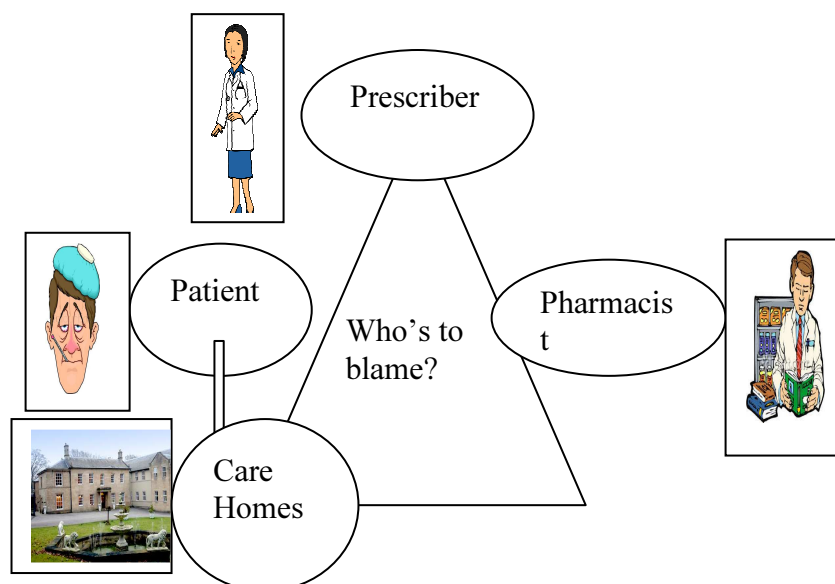 Prescriber
Patient
Pharmacis
t
Who's to
blame?
Care
Homes